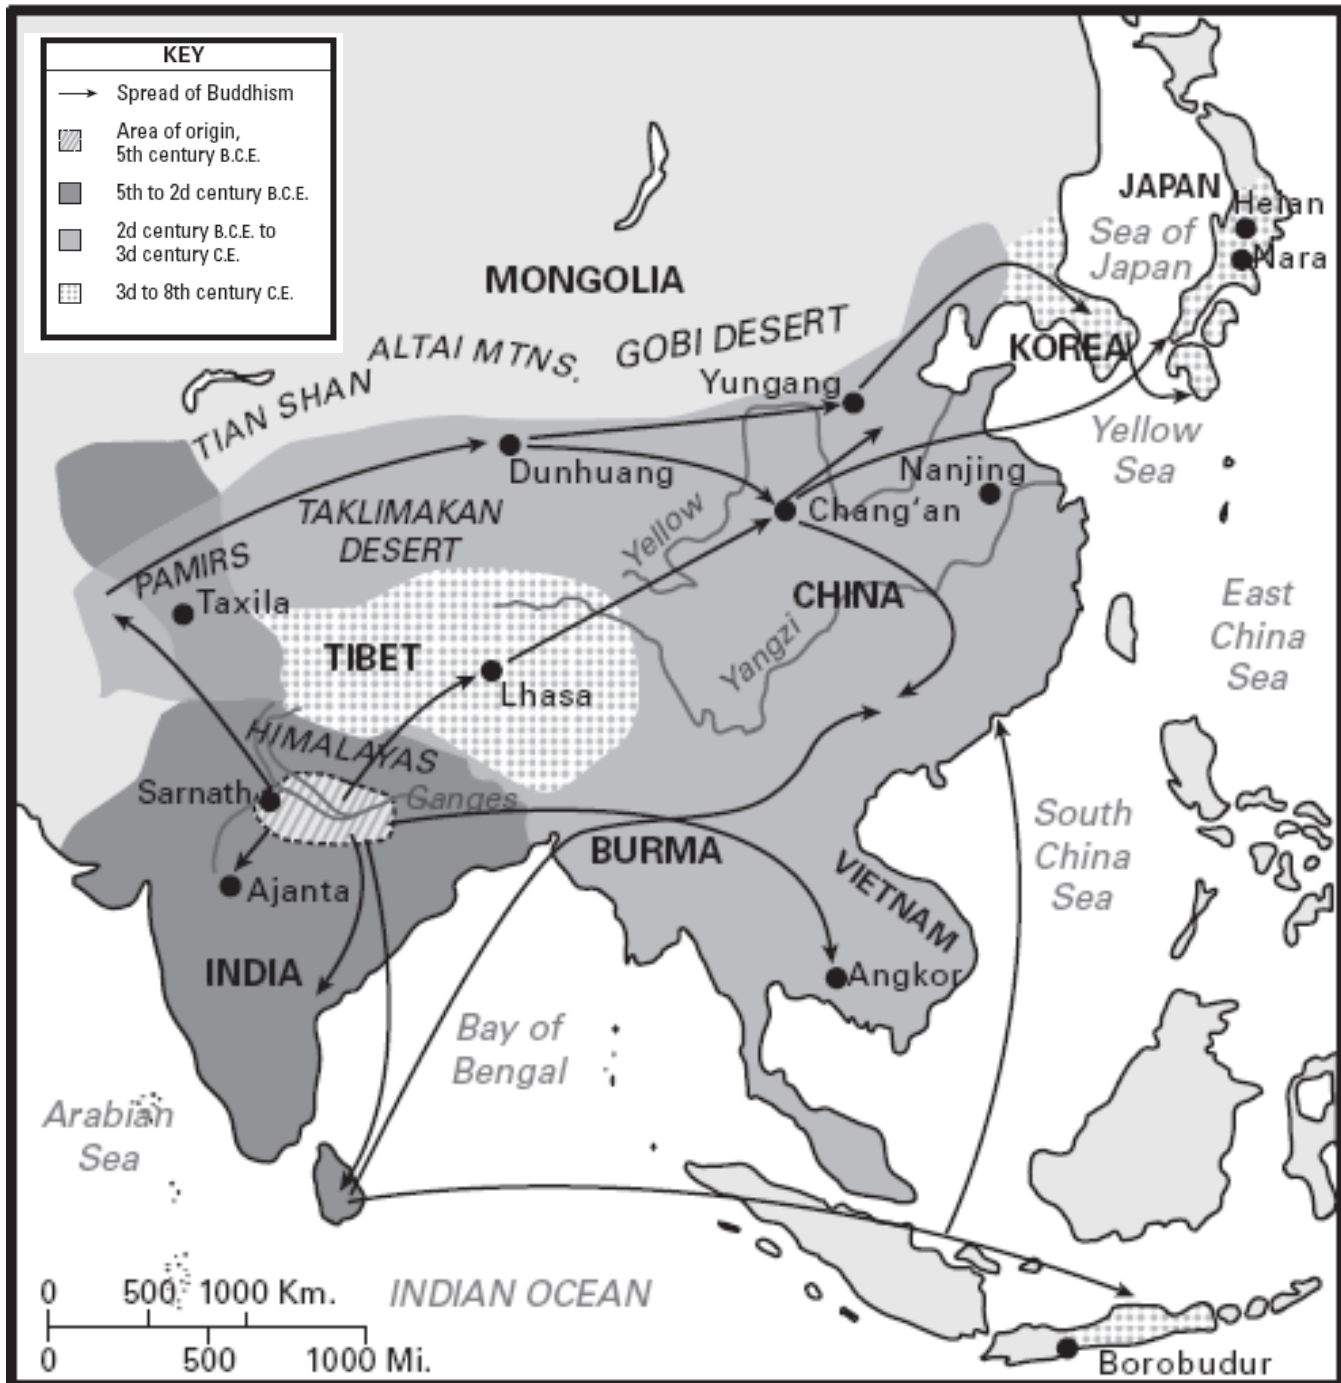 KEY
Spread of Buddhism
Area of origin,
5th century B.C.E.
5th to 2d century B.C.E.
2d century B.C.E. to
3d century C.E.
3d to 8th century C.E.
JAPAN
Heian
Sea of
Japan
Nara
MONGOLIA
ALTAI MTNS.
GOBI DESERT
KOREA
TIAN SHAN
Yungang
Yellow
Sea
Dunhuang
Nanjing
TAKLIMAKAN
DESERT
Chang'an
Yellow
PAMIRS
Taxila
CHINA
East
China
Sea
TIBET
Yangzi
Lhasa
HIMALAYAS
Sarnath
Ganges
South
China
Sea
BURMA
VIETNAM
Ajanta
INDIA
Angkor
Bay of
Bengal
Arabian
Sea
INDIAN OCEAN
0 500 1000 Km.
0 500 1000 Mi.
Borobudur